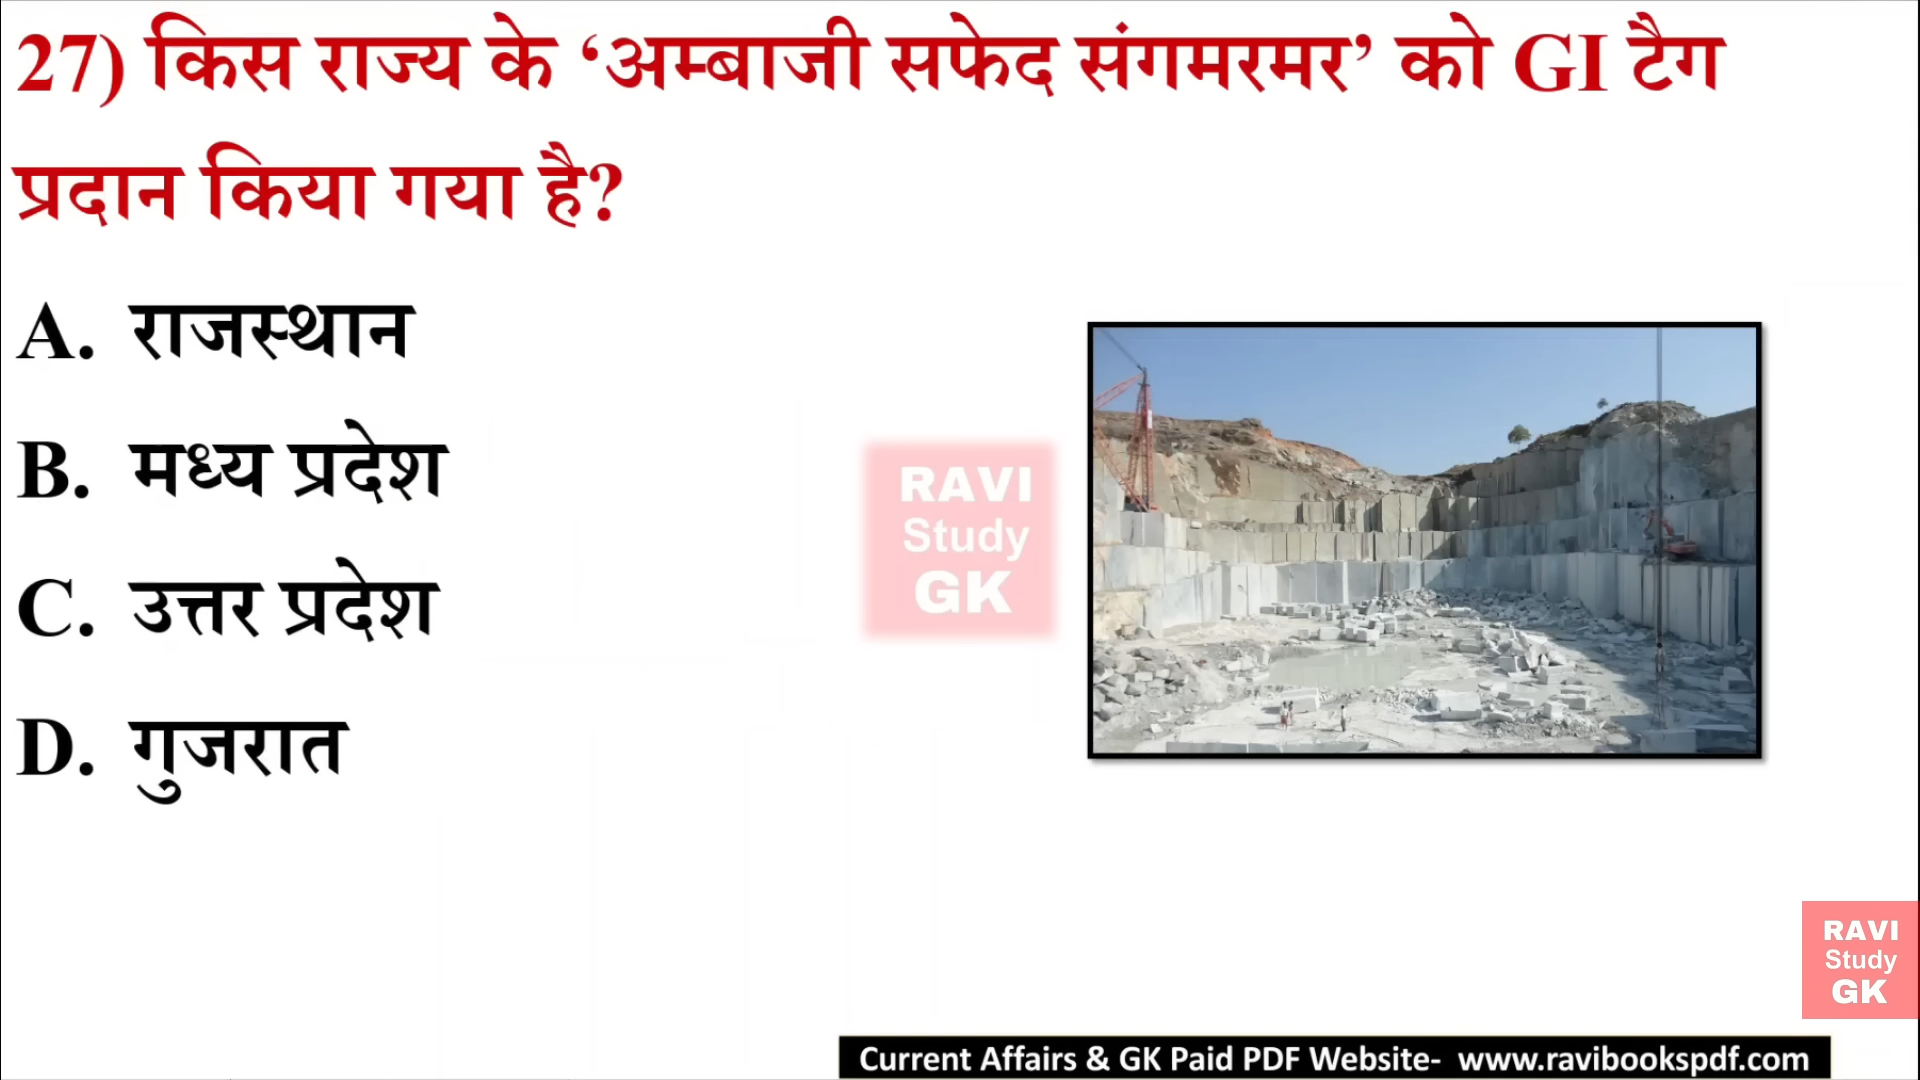 27) किस राज्य के ‘अम्बाजी सफेद संगमरमर’ को GI टैग
प्रदान किया गया है?
A. राजस्थान
B. मध्य प्रदेश
C. उत्तर प्रदेश
D. गुजरात
RAVI
Study
GK
RAVI
Study
GK
Current Affairs & GK Paid PDF Website- www.ravibookspdf.com